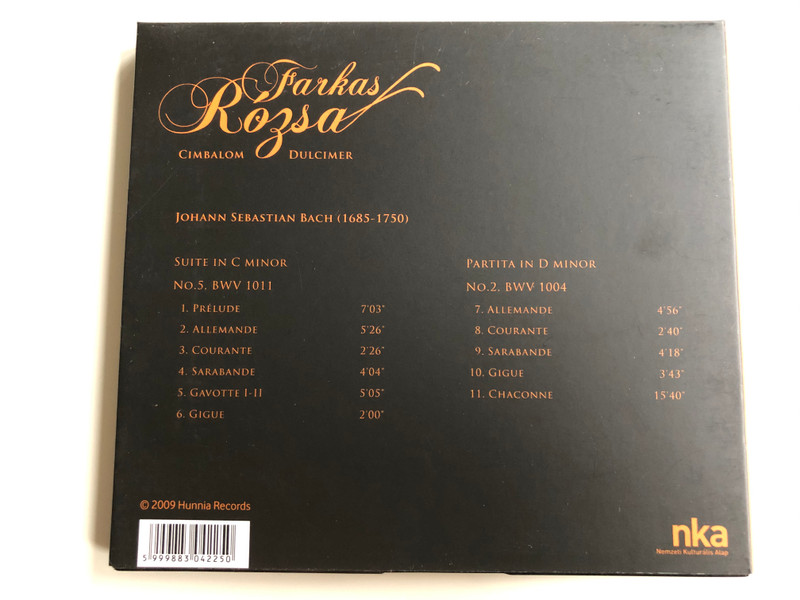 Farkas
Rózsa
Cimbalom Dulcimer
Johann Sebastian Bach (1685-1750)
Suite in C minor
No.5, BWV 1011
1. Prélude 7'03"
2. Allemande 5'26"
3. Courante 2'26"
4. Sarabande 4'04"
5. Gavotte I-II 5'05"
6. Gigue 2'00"
Partita in D minor
No.2, BWV 1004
7. Allemande 4'56"
8. Courante 2'40"
9. Sarabande 4'18"
10. Gigue 3'43"
11. Chaconne 15'40"
© 2009 Hunnia Records
5 999883 042250
nka
Nemzeti Kulturális Alap